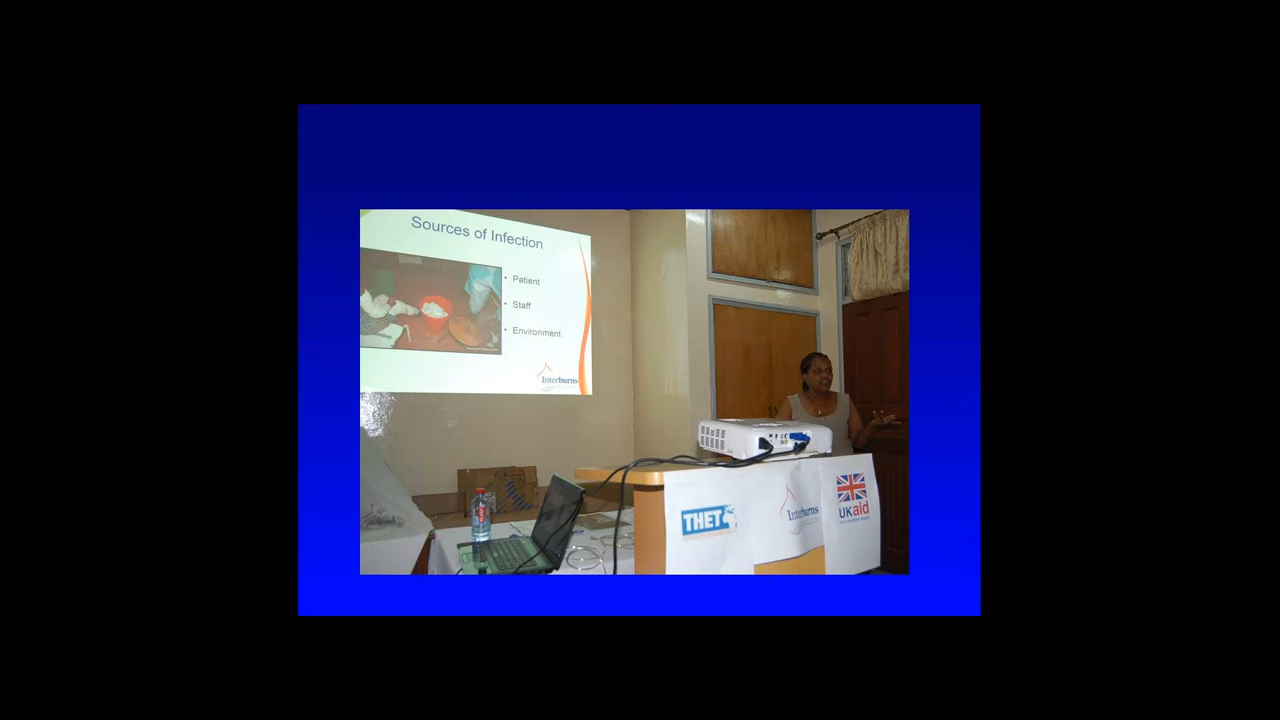 Sources of Infection
• Patient
• Staff
• Environment
Interburns
THET
Interburns
UKaid